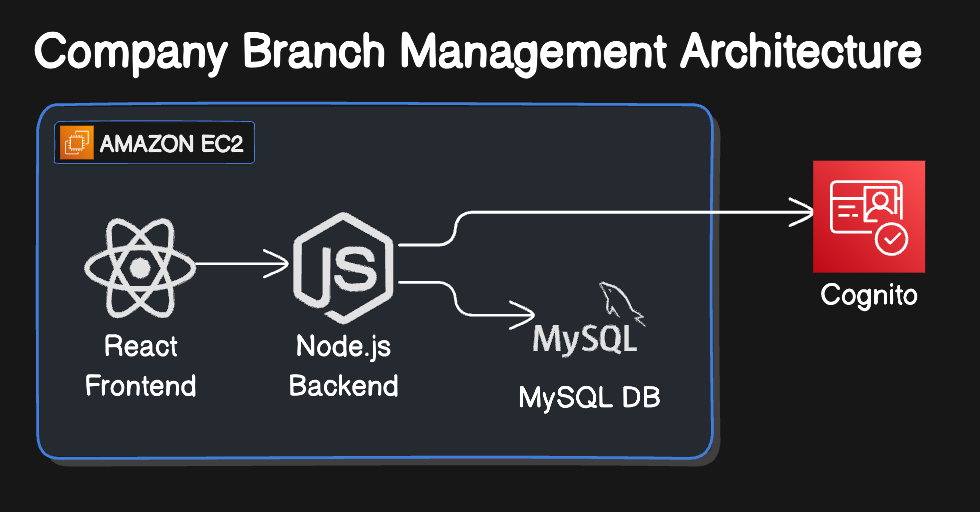 Company Branch Management Architecture
AMAZON EC2
JS
React
Frontend
Node.js
Backend
MySQL
MySQL DB
Cognito